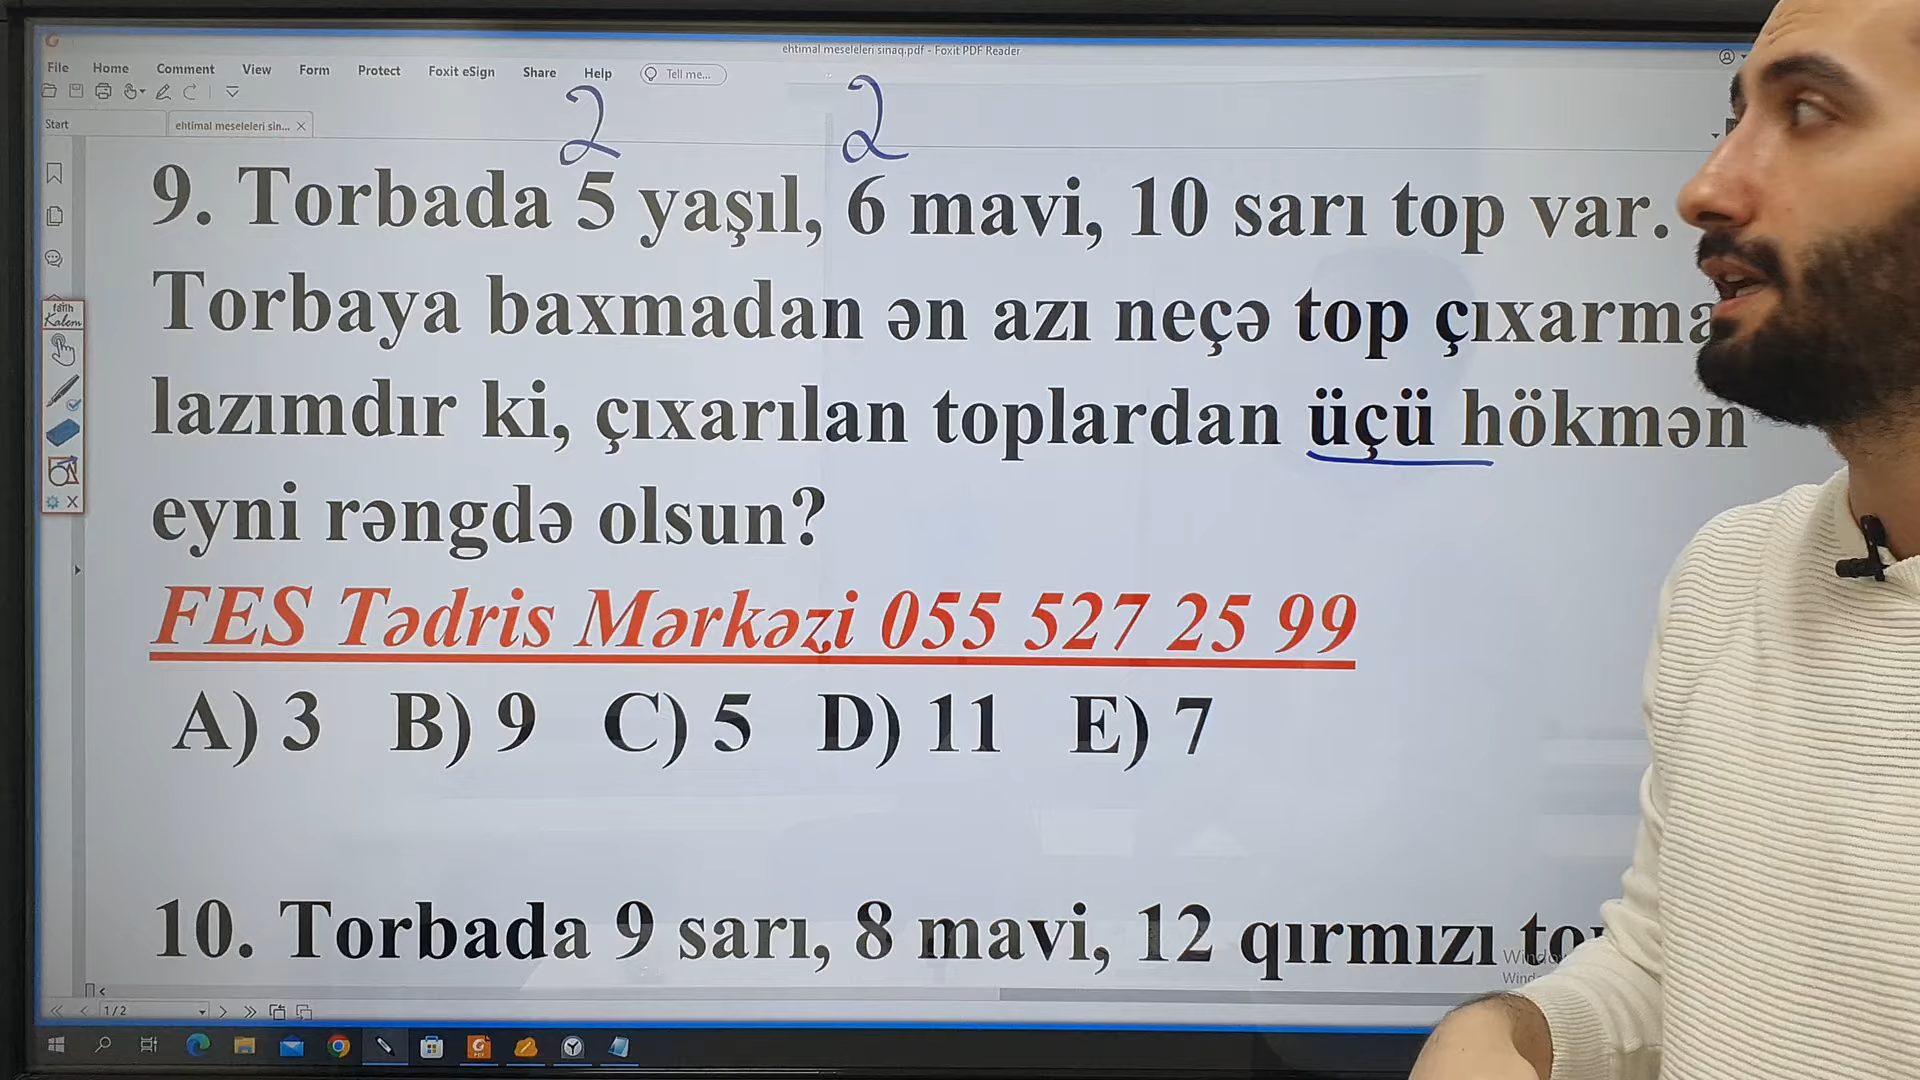 ehtimal meseleleri sinaq.pdf - Foxit PDF Reader
File Home Comment View Form Protect Foxit eSign Share Help Tell me...
Start ehtimal meseleleri sin...
2 2
9. Torbada 5 yaşıl, 6 mavi, 10 sarı top var.
Torbaya baxmadan ən azı neçə top çıxarma
lazımdır ki, çıxarılan toplardan üçü hökmən
eyni rəngdə olsun?
FES Tədris Mərkəzi 055 527 25 99
A) 3 B) 9 C) 5 D) 11 E) 7
10. Torbada 9 sarı, 8 mavi, 12 qırmızı to
fatih
Kalem
1/2